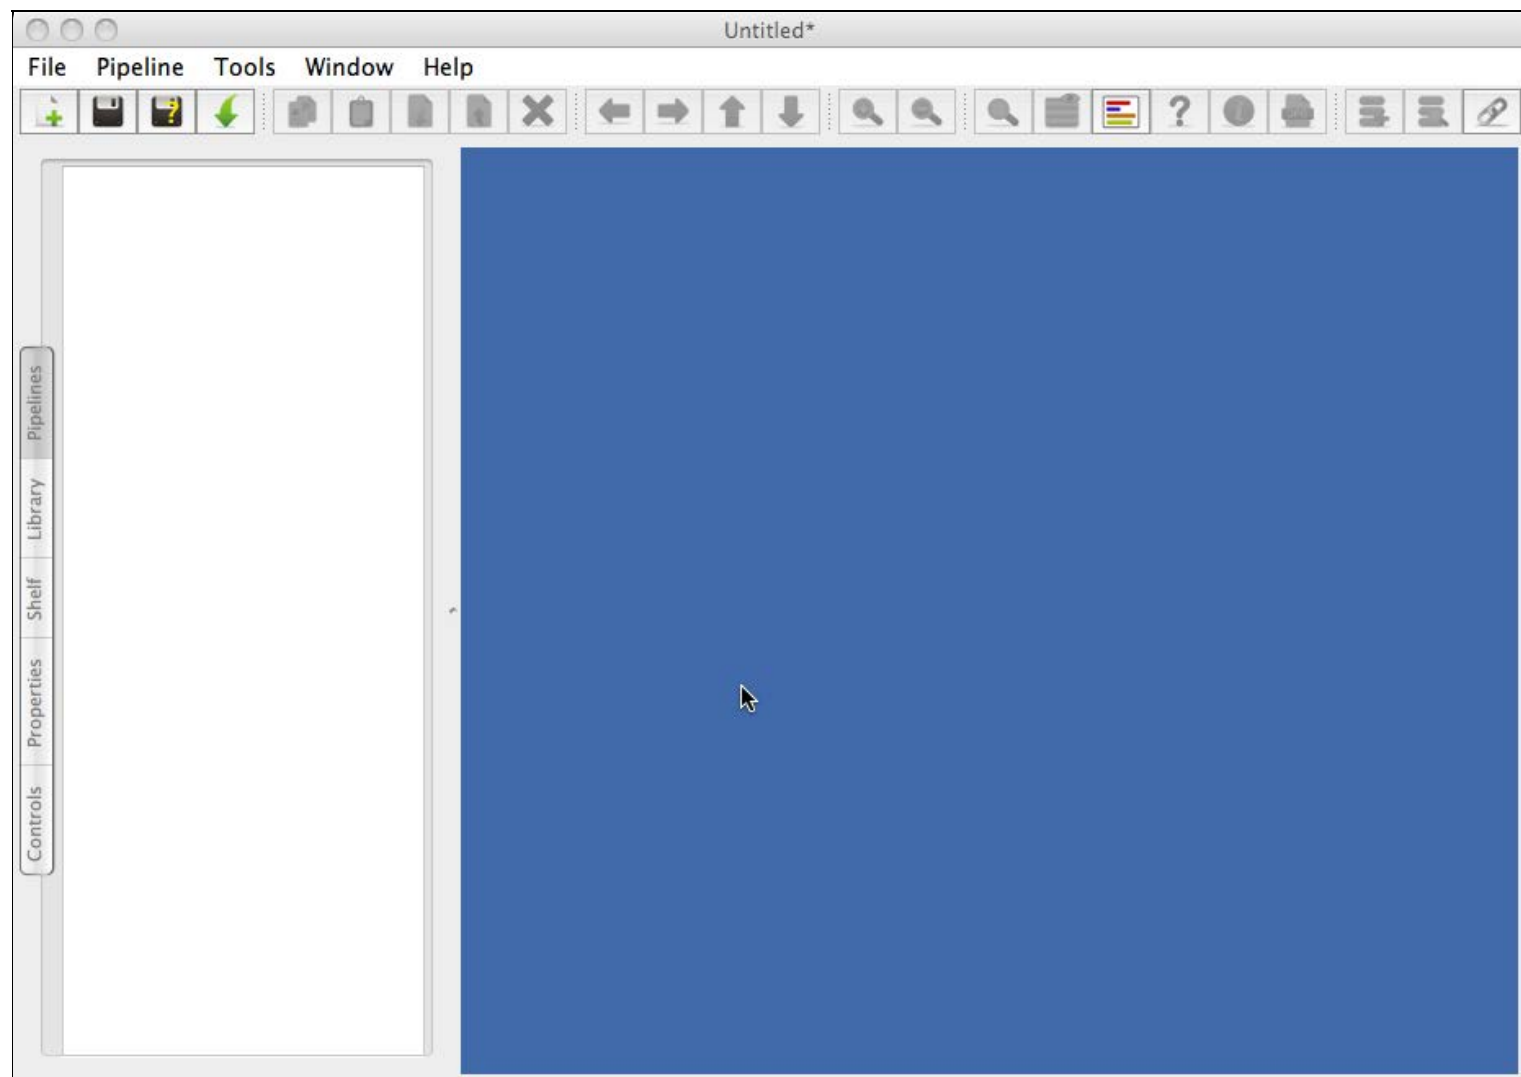 Untitled*
File Pipeline Tools Window Help
Pipelines
Library
Shelf
Properties
Controls